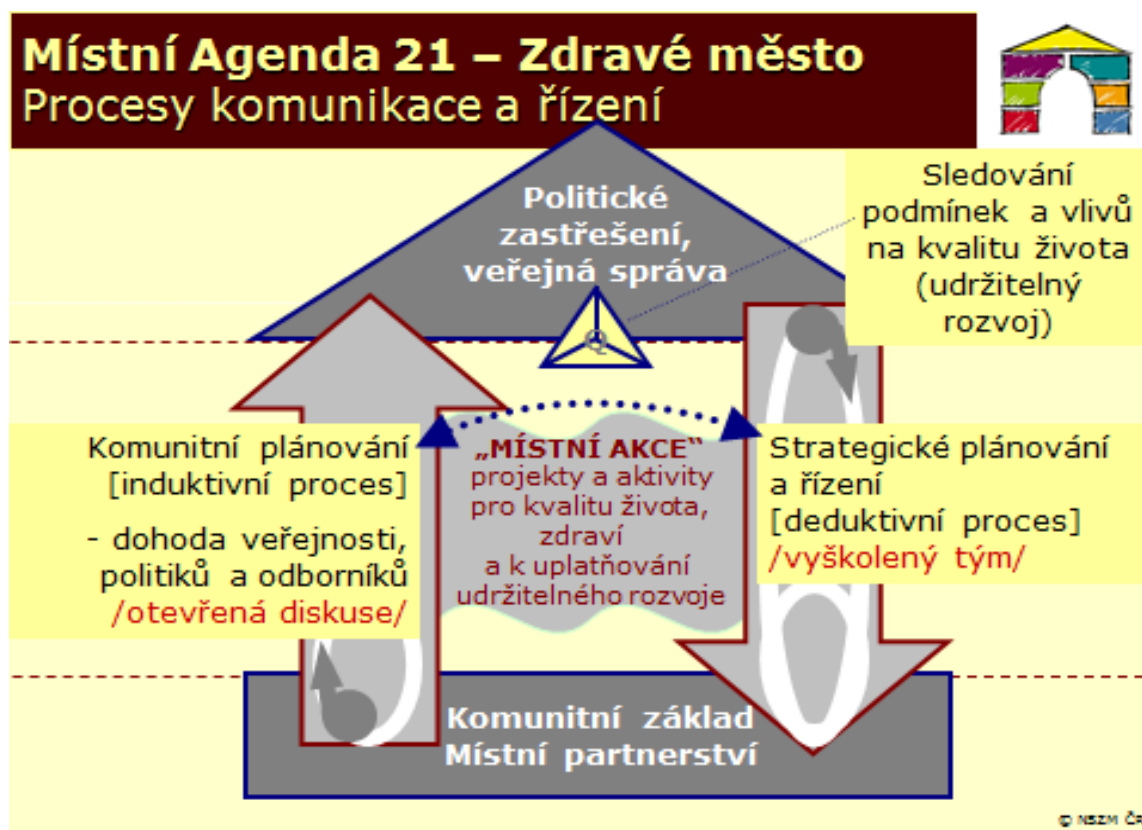 Místní Agenda 21 – Zdravé město
Procesy komunikace a řízení
Politické
zastřešení,
veřejná správa
Sledování
podmínek a vlivů
na kvalitu života
(udržitelný
rozvoj)
Q
Komunitní plánování
[induktivní proces]
- dohoda veřejnosti,
politiků a odborníků
/otevřená diskuse/
„MÍSTNÍ AKCE“
projekty a aktivity
pro kvalitu života,
zdraví
a k uplatňování
udržitelného rozvoje
Strategické plánování
a řízení
[deduktivní proces]
/vyškolený tým/
Komunitní základ
Místní partnerství
© NSZM ČR